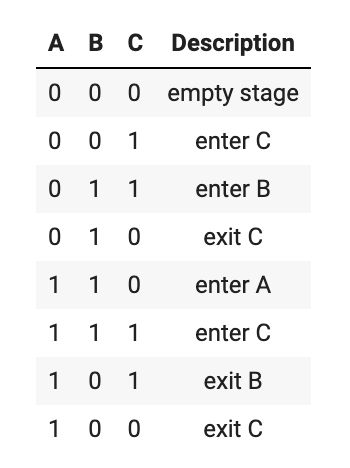 A B C Description
0 0 0 empty stage
0 0 1 enter C
0 1 1 enter B
0 1 0 exit C
1 1 0 enter A
1 1 1 enter C
1 0 1 exit B
1 0 0 exit C